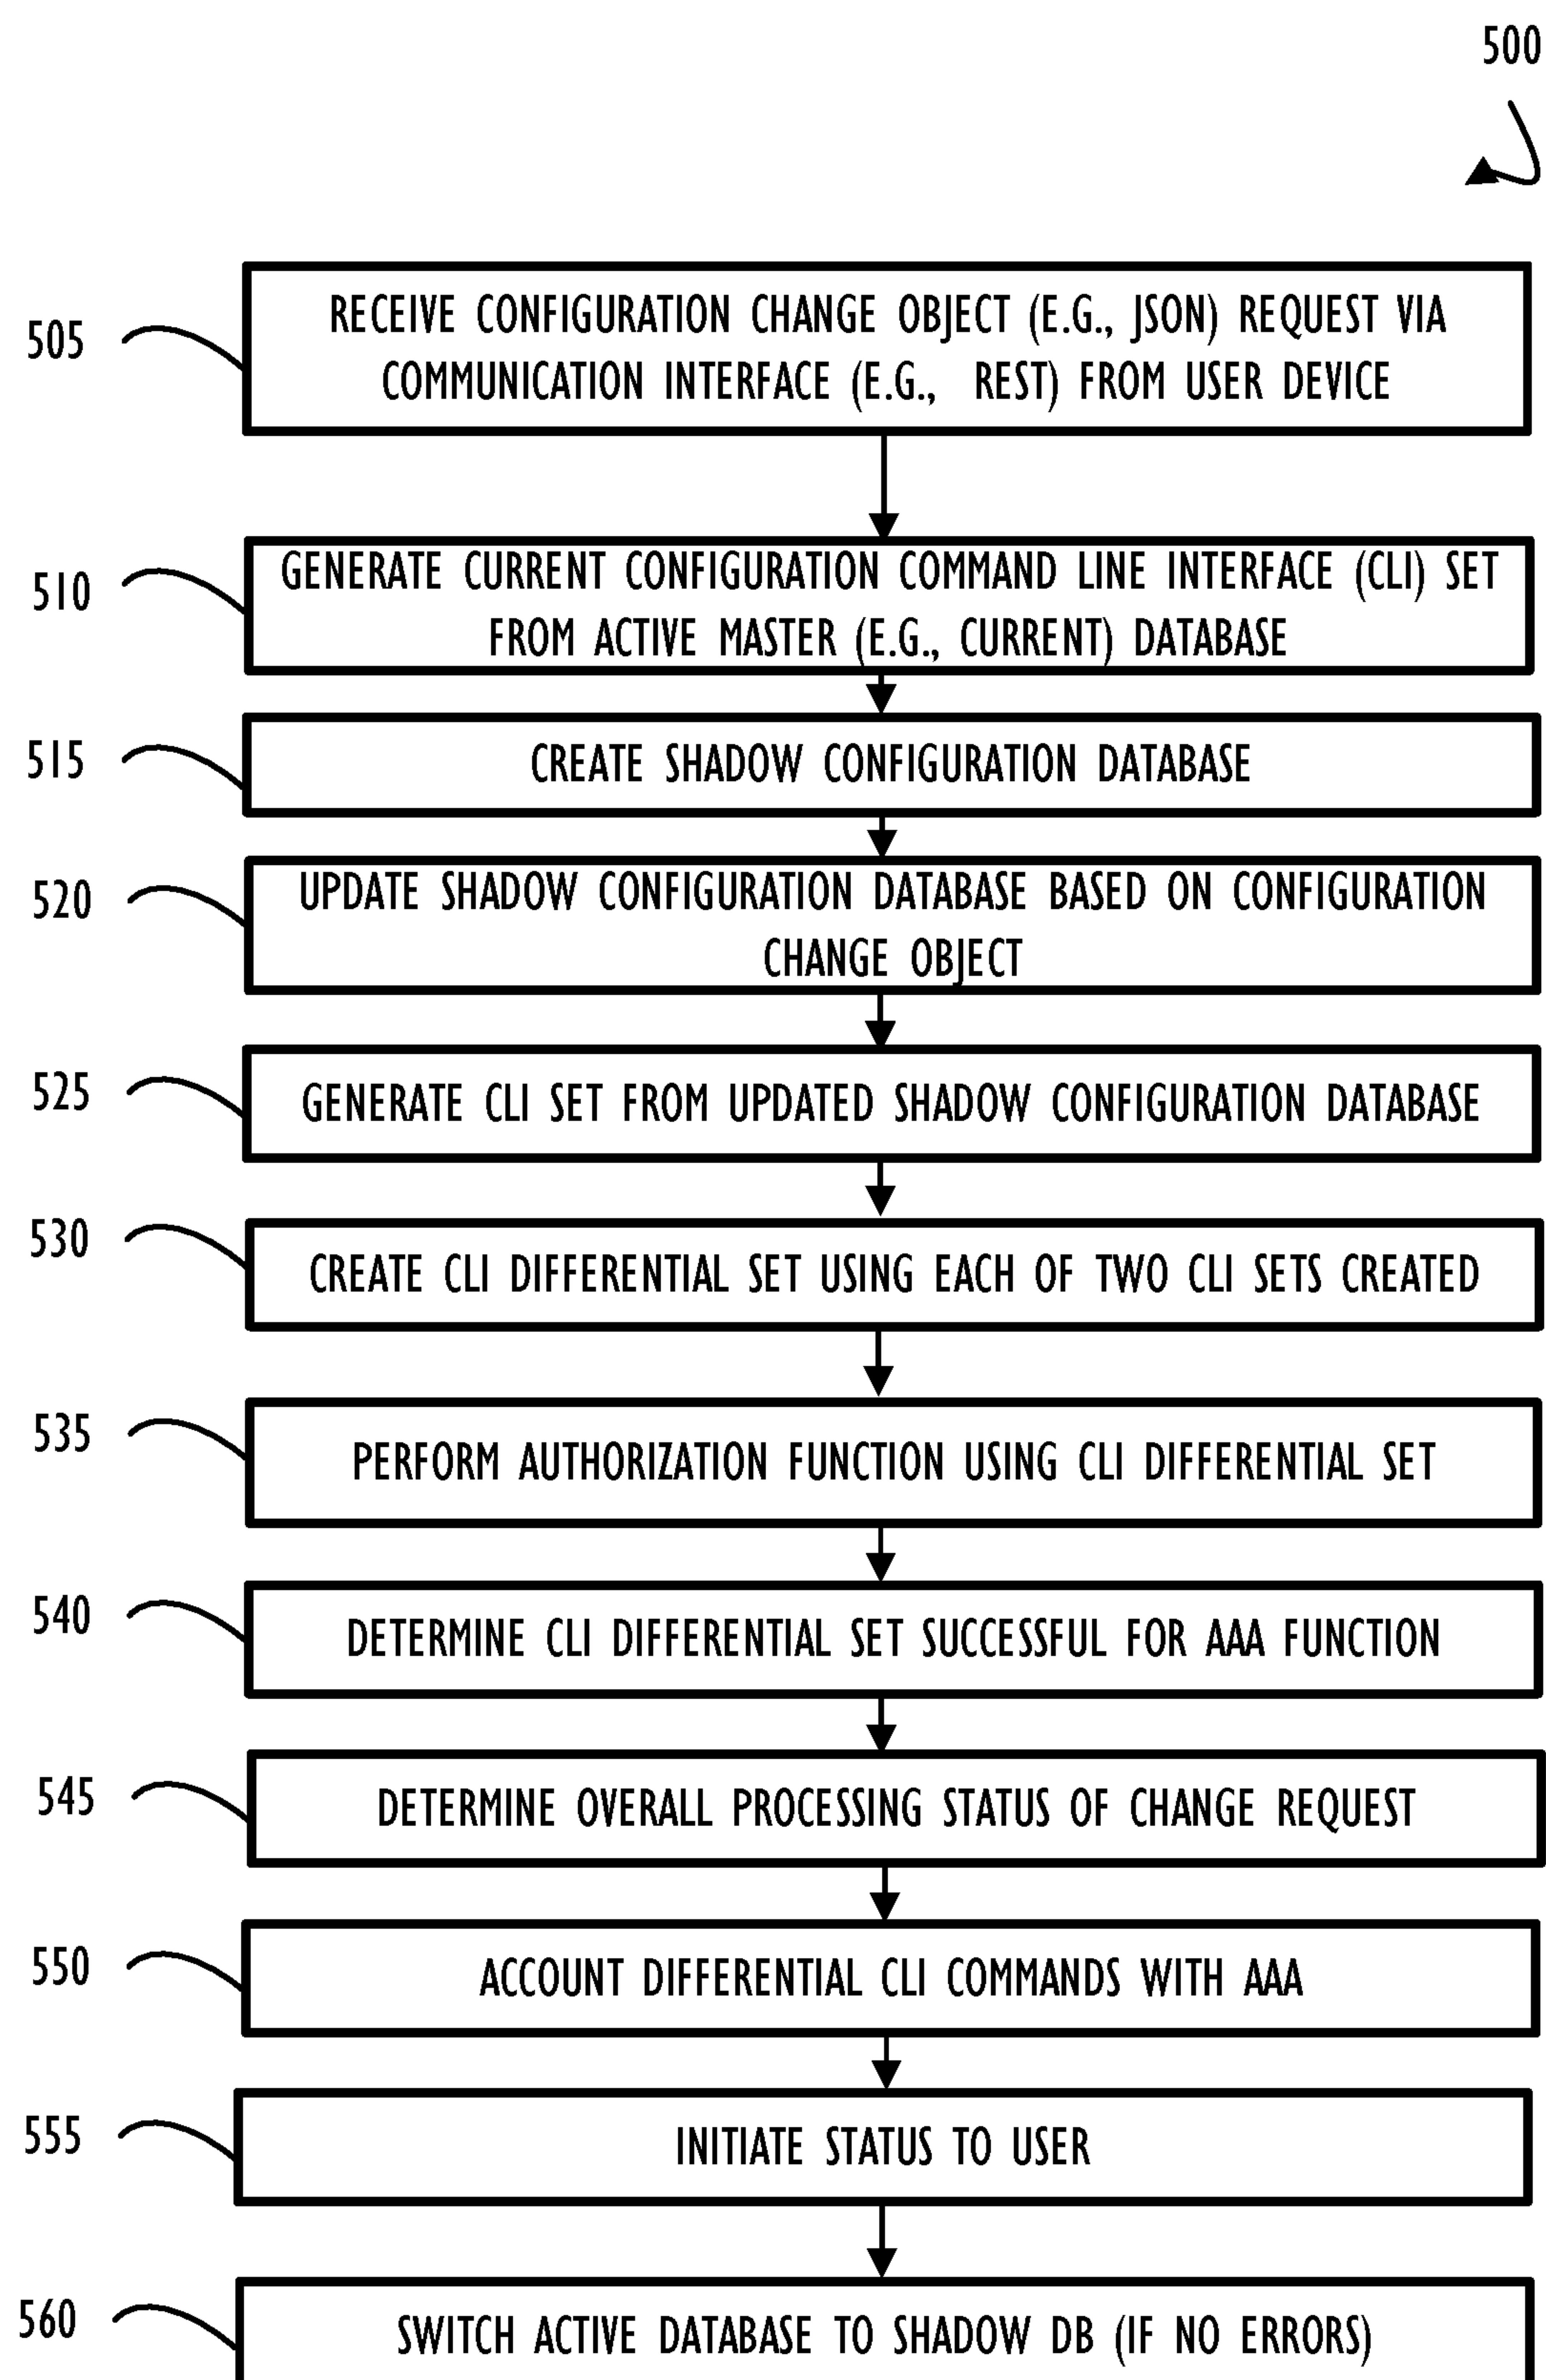 500
505
RECEIVE CONFIGURATION CHANGE OBJECT (E.G., JSON) REQUEST VIA
COMMUNICATION INTERFACE (E.G., REST) FROM USER DEVICE
510
GENERATE CURRENT CONFIGURATION COMMAND LINE INTERFACE (CLI) SET
FROM ACTIVE MASTER (E.G., CURRENT) DATABASE
515
CREATE SHADOW CONFIGURATION DATABASE
520
UPDATE SHADOW CONFIGURATION DATABASE BASED ON CONFIGURATION
CHANGE OBJECT
525
GENERATE CLI SET FROM UPDATED SHADOW CONFIGURATION DATABASE
530
CREATE CLI DIFFERENTIAL SET USING EACH OF TWO CLI SETS CREATED
535
PERFORM AUTHORIZATION FUNCTION USING CLI DIFFERENTIAL SET
540
DETERMINE CLI DIFFERENTIAL SET SUCCESSFUL FOR AAA FUNCTION
545
DETERMINE OVERALL PROCESSING STATUS OF CHANGE REQUEST
550
ACCOUNT DIFFERENTIAL CLI COMMANDS WITH AAA
555
INITIATE STATUS TO USER
560
SWITCH ACTIVE DATABASE TO SHADOW DB (IF NO ERRORS)